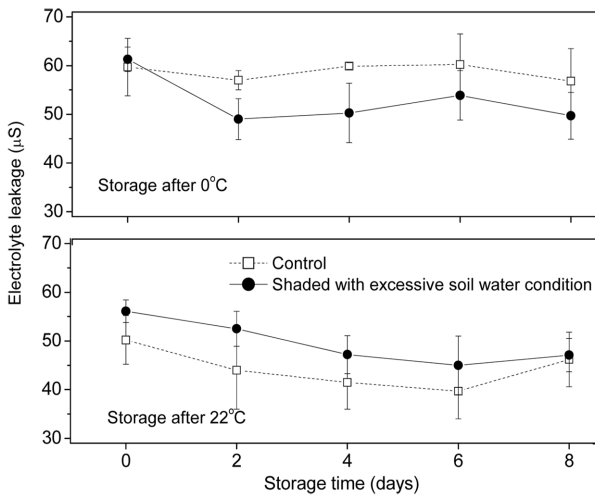 70
60
50
40
30
Storage after 0°C
Electrolyte leakage (μS)
70
60
50
40
30
Control
Shaded with excessive soil water condition
Storage after 22°C
0 2 4 6 8
Storage time (days)